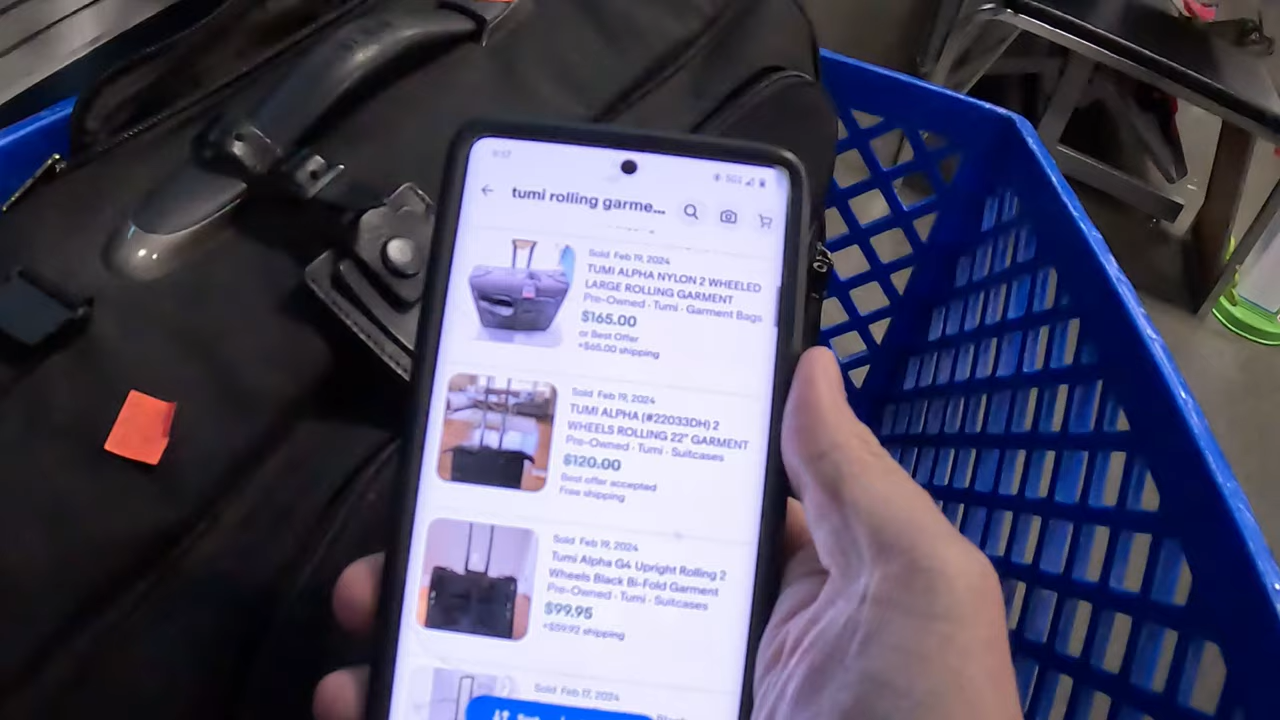 tumi rolling garme...
Sold Feb 19, 2024
TUMI ALPHA NYLON 2 WHEELED
LARGE ROLLING GARMENT
Pre-Owned · Tumi · Garment Bags
$165.00
or Best Offer
+$65.00 shipping
Sold Feb 19, 2024
TUMI ALPHA (#22033DH) 2
WHEELS ROLLING 22" GARMENT
Pre-Owned · Tumi · Suitcases
$120.00
Best offer accepted
Free shipping
Sold Feb 19, 2024
Tumi Alpha G4 Upright Rolling 2
Wheels Black Bi-Fold Garment
Pre-Owned · Tumi · Suitcases
$99.95
+$59.92 shipping
Sold Feb 17, 2024